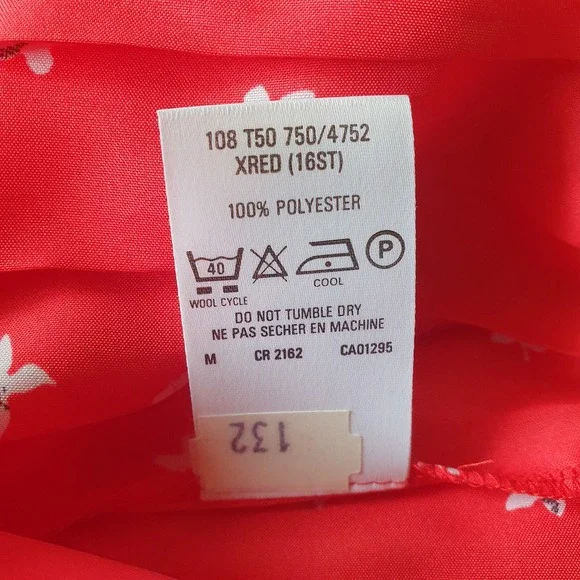 108 T50 750/4752
XRED (16ST)
100% POLYESTER
40
P
WOOL CYCLE
COOL
DO NOT TUMBLE DRY
NE PAS SECHER EN MACHINE
M CR 2162 CA01295
132